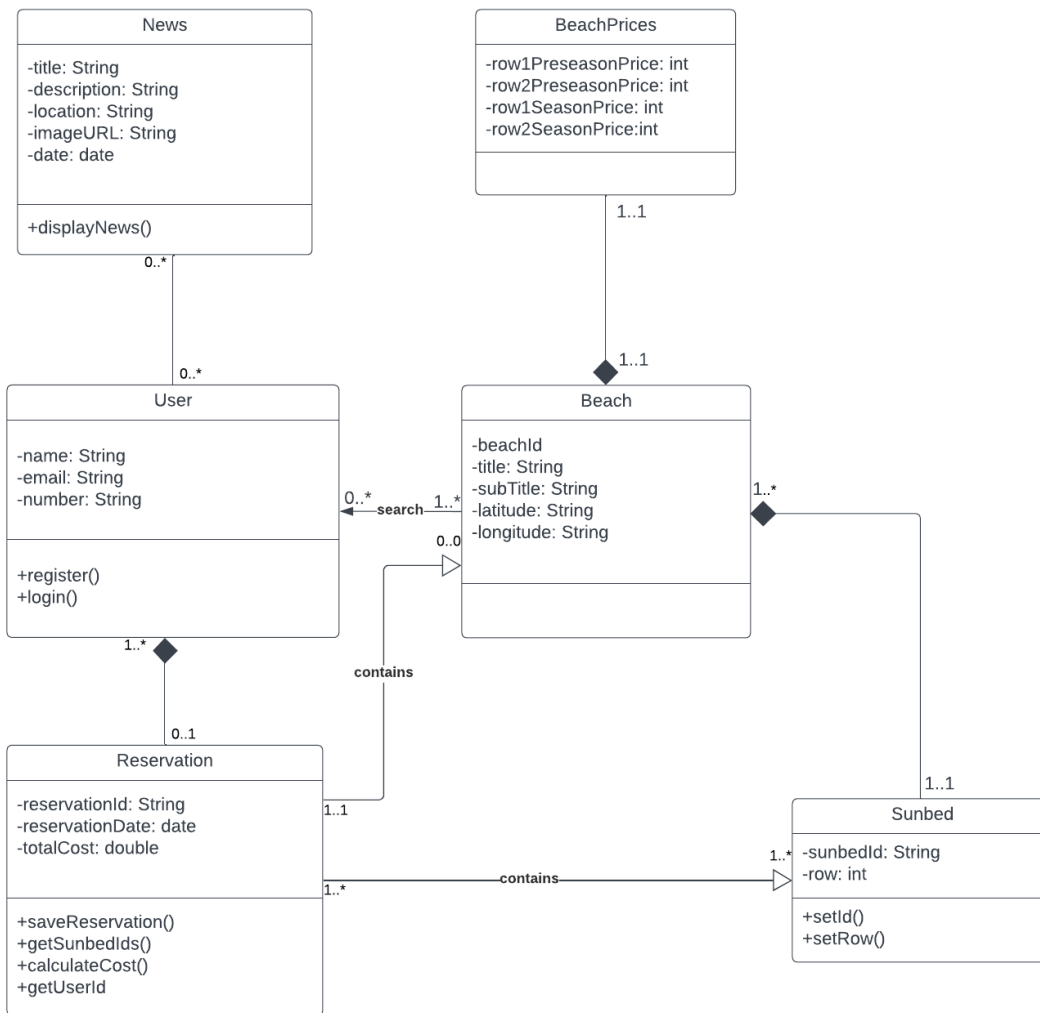 News
-title: String
-description: String
-location: String
-imageURL: String
-date: date
+displayNews()
0..*
0..*
BeachPrices
-row1PreseasonPrice: int
-row2PreseasonPrice: int
-row1SeasonPrice: int
-row2SeasonPrice:int
1..1
1..1
User
-name: String
-email: String
-number: String
+register()
+login()
0..*
search
1..*
0..0
Beach
-beachId
-title: String
-subTitle: String
-latitude: String
-longitude: String
1..*
1..1
1..*
0..1
contains
Reservation
-reservationId: String
-reservationDate: date
-totalCost: double
+saveReservation()
+getSunbedIds()
+calculateCost()
+getUserId
1..1
1..*
contains
1..*
Sunbed
-sunbedId: String
-row: int
+setId()
+setRow()